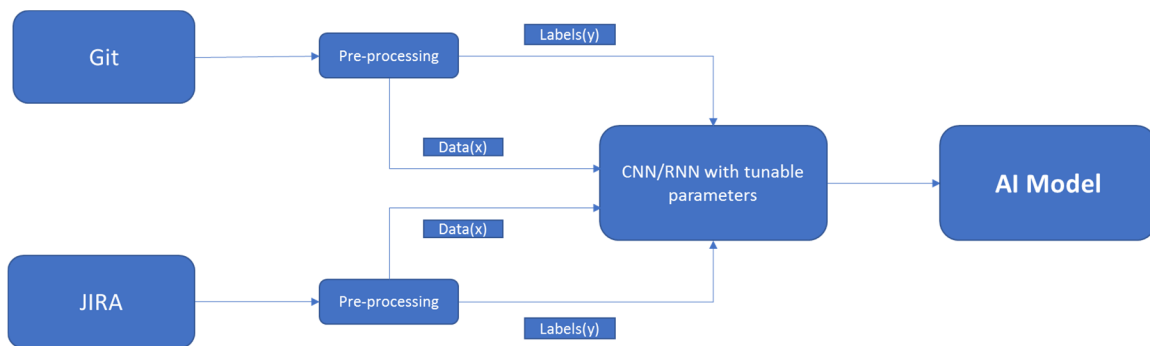 Git
Pre-processing
Labels(y)
Data(x)
CNN/RNN with tunable
parameters
AI Model
Data(x)
JIRA
Pre-processing
Labels(y)